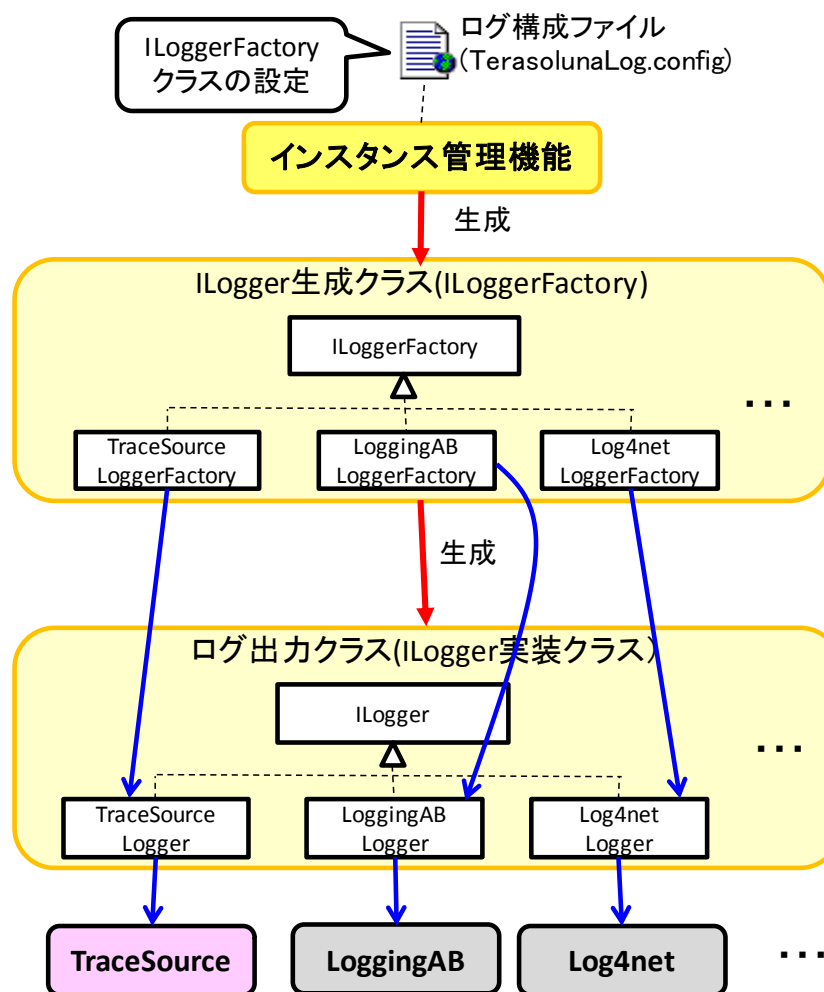 ILoggerFactory
クラスの設定
ログ構成ファイル
(TerasolunaLog.config)
インスタンス管理機能
生成
ILogger生成クラス(ILoggerFactory)
ILoggerFactory
...
TraceSource
LoggerFactory
LoggingAB
LoggerFactory
Log4net
LoggerFactory
生成
ログ出力クラス(ILogger実装クラス）
ILogger
...
TraceSource
Logger
LoggingAB
Logger
Log4net
Logger
TraceSource
LoggingAB
Log4net
...